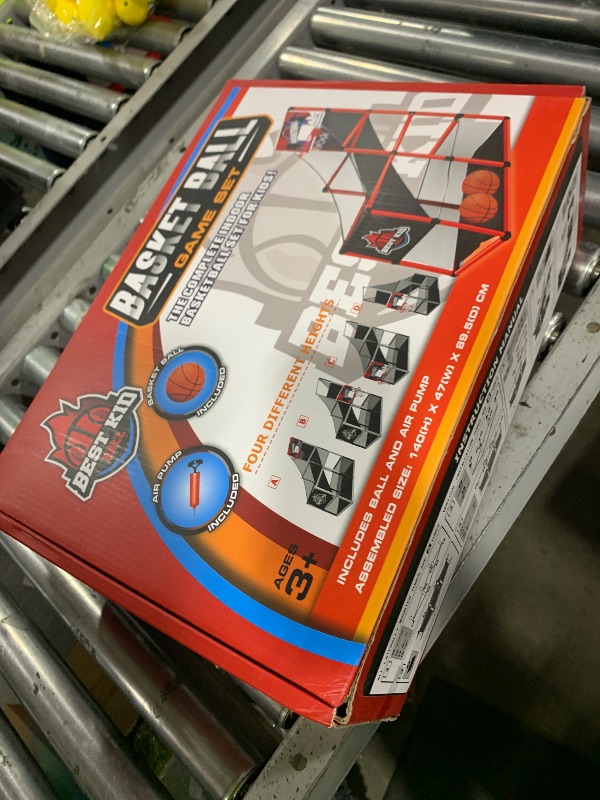 BASKET BALL
GAME SET
THE COMPLETE INDOOR
BASKETBALL SET FOR KIDS!
BEST KID
BASKET BALL
INCLUDED
AIR PUMP
INCLUDED
FOUR DIFFERENT HEIGHTS
A
B
C
D
AGES
3+
INCLUDES BALL AND AIR PUMP
ASSEMBLED SIZE: 140(H) X 47(W) X 89.5(D) CM
INSTRUCTION MANUAL